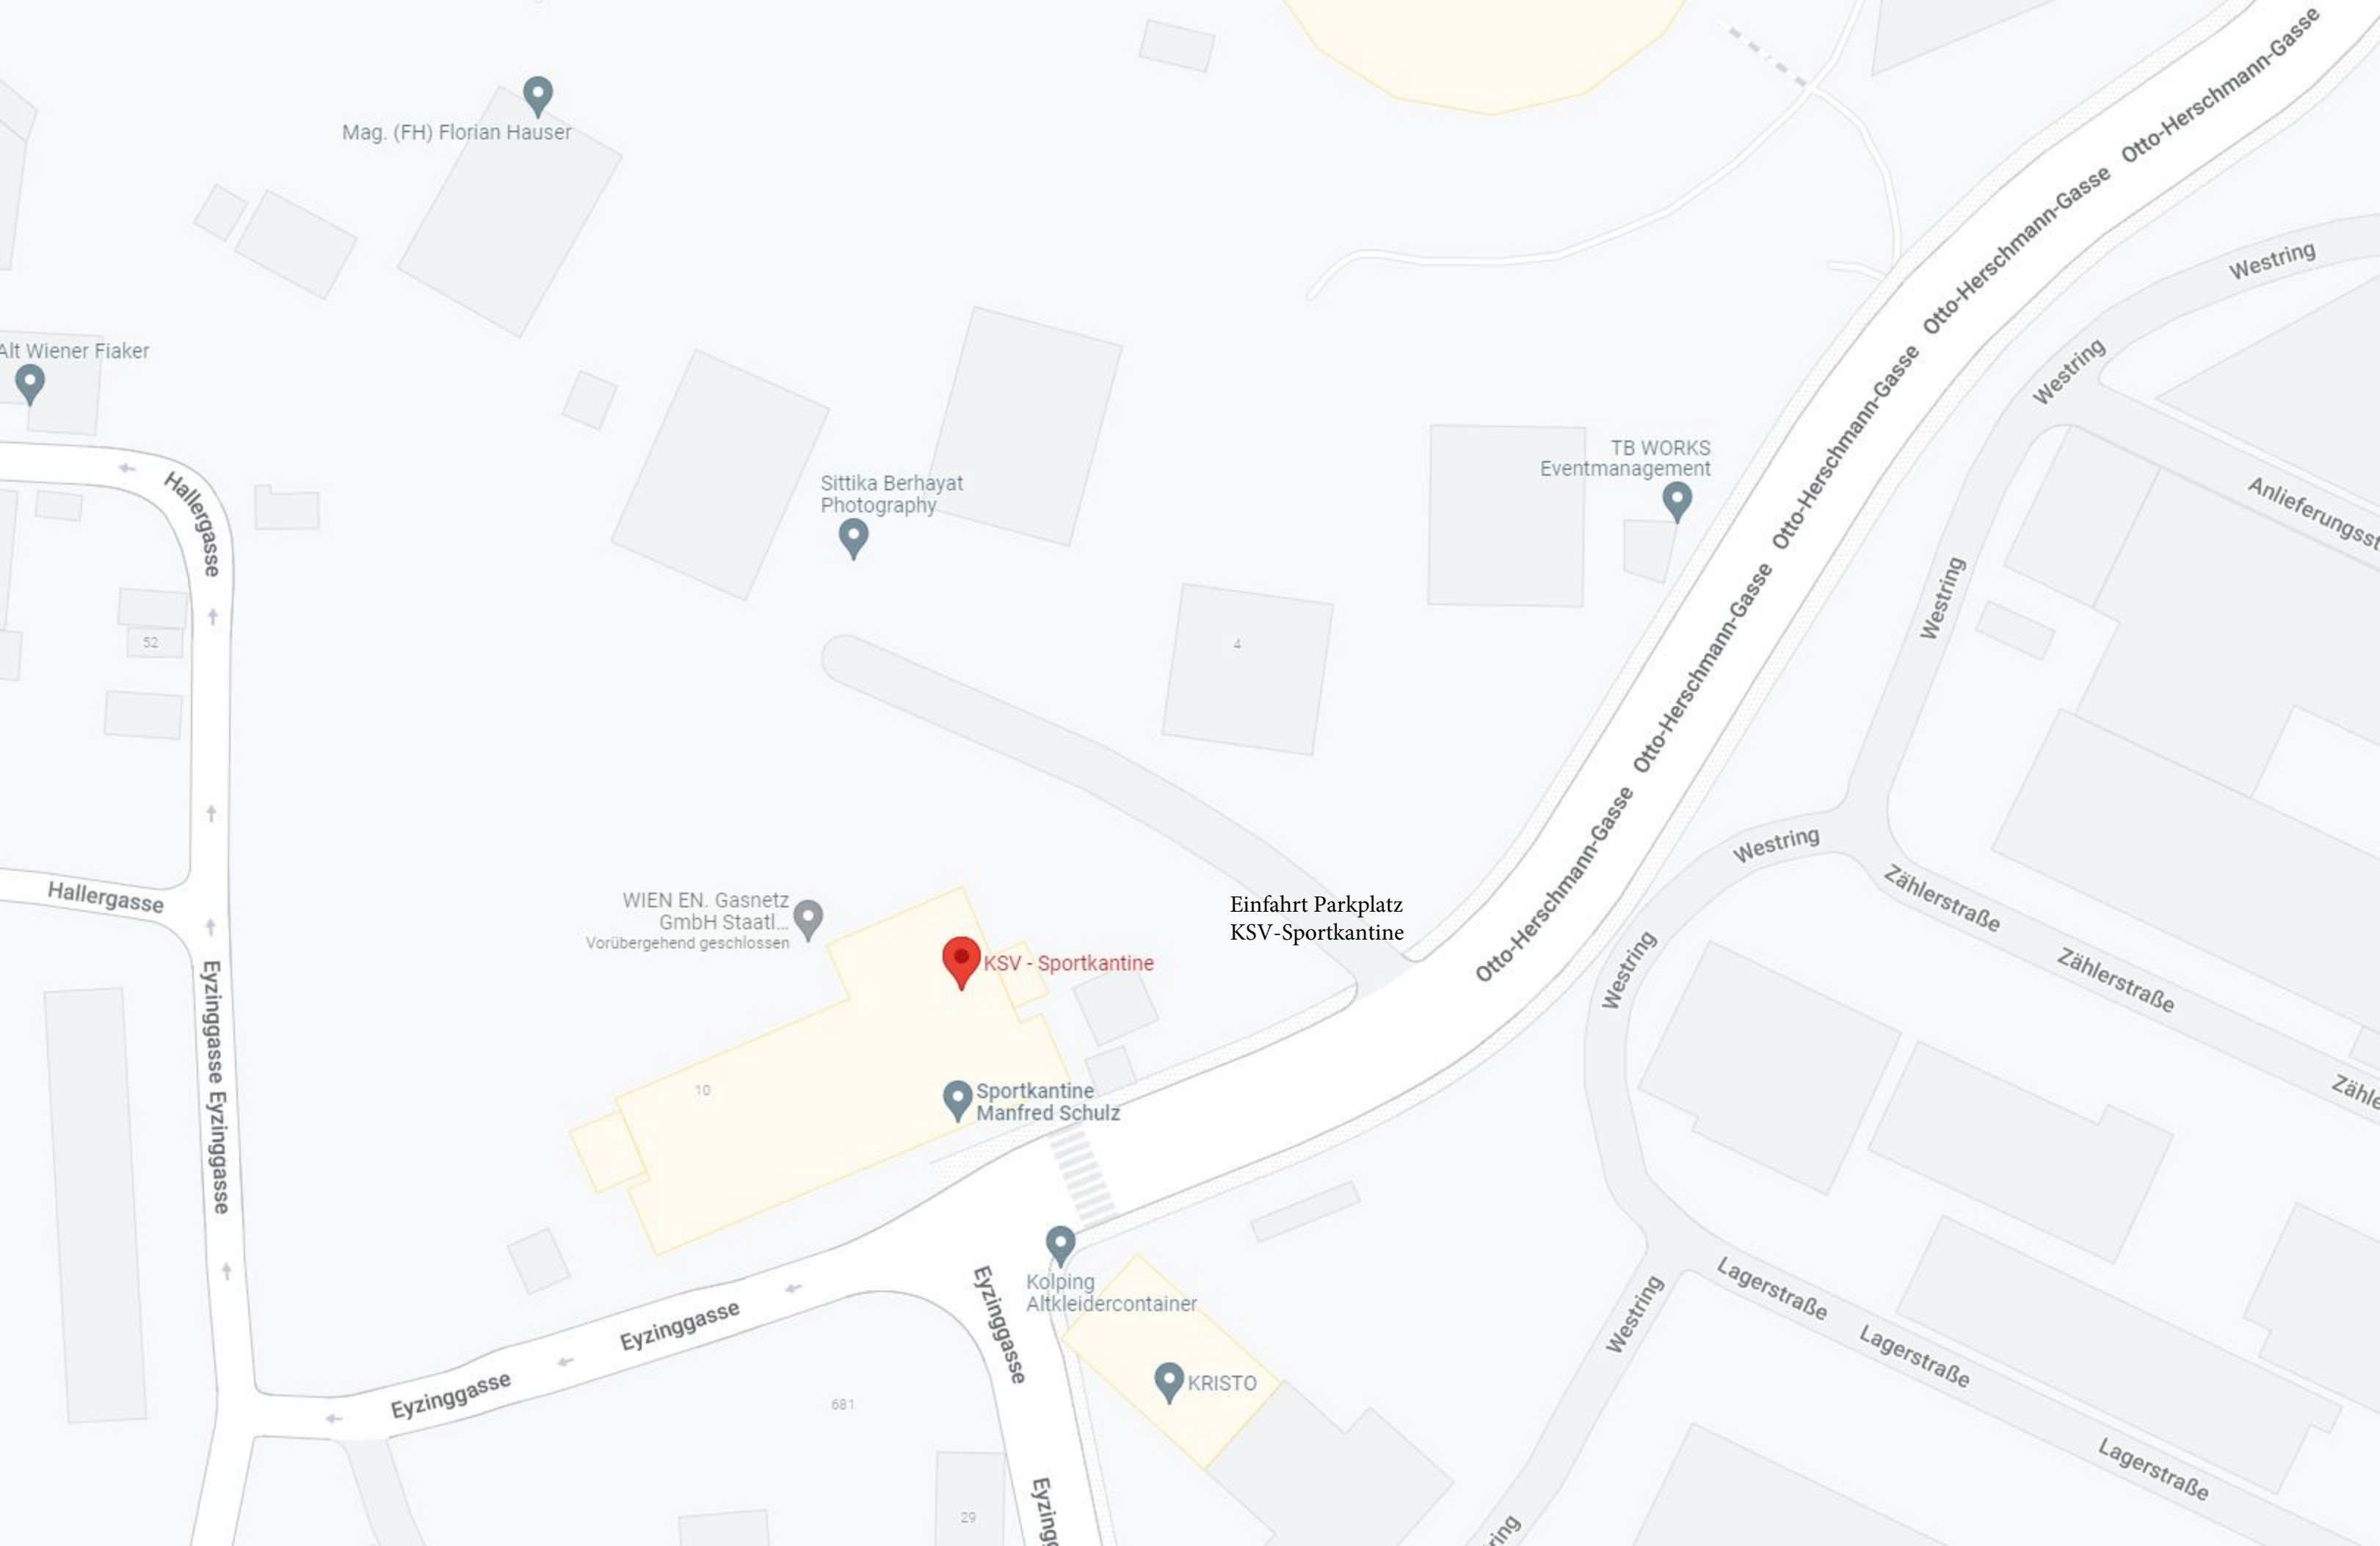 Mag. (FH) Florian Hauser
Otto-Herschmann-Gasse
Otto-Herschmann-Gasse
Otto-Herschmann-Gasse
Otto-Herschmann-Gasse
Otto-Herschmann-Gasse
Otto-Herschmann-Gasse
Westring
Westring
Alt Wiener Fiaker
Hallergasse
Sittika Berhayat
Photography
TB WORKS
Eventmanagement
Anlieferungsst
Westring
52
4
Westring
Hallergasse
WIEN EN. Gasnetz
GmbH Staatl...
Vorübergehend geschlossen
Einfahrt Parkplatz
KSV-Sportkantine
KSV - Sportkantine
Zählerstraße
Zählerstraße
Zähle
Westring
Eyzinggasse
Eyzinggasse
10
Sportkantine
Manfred Schulz
Kolping
Altkleidercontainer
Eyzinggasse
Eyzinggasse
Eyzinggasse
KRISTO
681
29
Eyzingg
Westring
ring
Lagerstraße
Lagerstraße
Lagerstraße